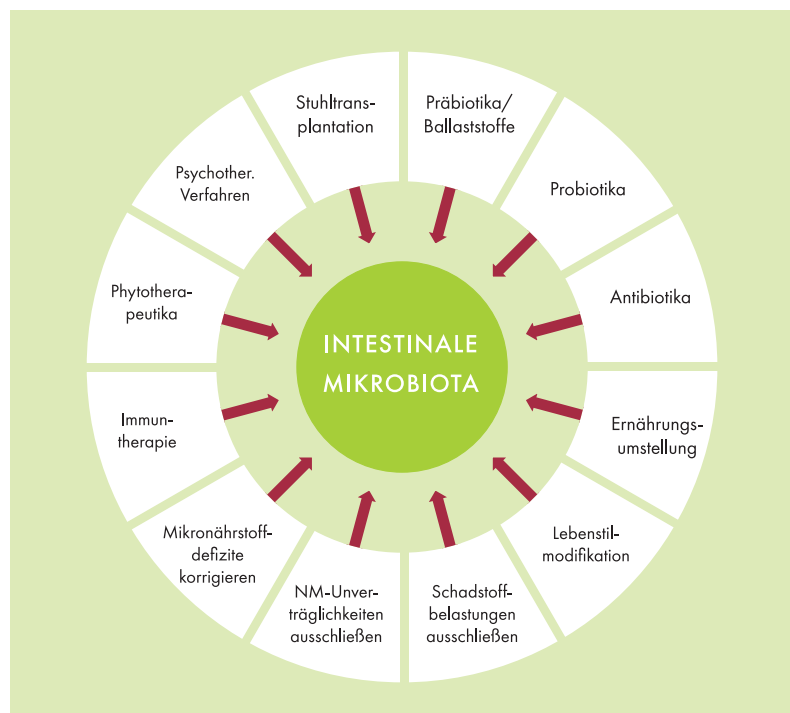 Stuhltrans-
plantation
Präbiotika/
Ballaststoffe
Probiotika
Antibiotika
Ernährungs-
umstellung
Lebenstil-
modifikation
Schadstoff-
belastungen
ausschließen
NM-Unver-
träglichkeiten
ausschließen
Mikronährstoff-
defizite
korrigieren
Immun-
therapie
Phytothera-
peutika
Psychother.
Verfahren
INTESTINALE
MIKROBIOTA